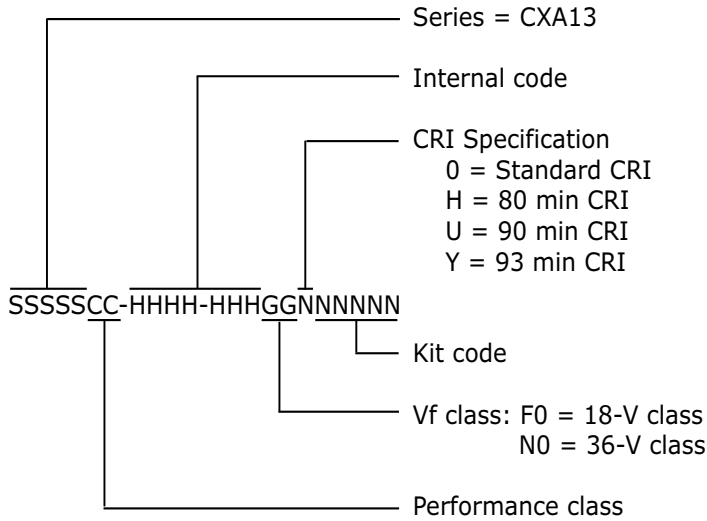 Series = CXA13
Internal code
CRI Specification
0 = Standard CRI
H = 80 min CRI
U = 90 min CRI
Y = 93 min CRI
SSSSSCC-HHHH-HHHGGNNNNNN
Kit code
Vf class: F0 = 18-V class
N0 = 36-V class
Performance class